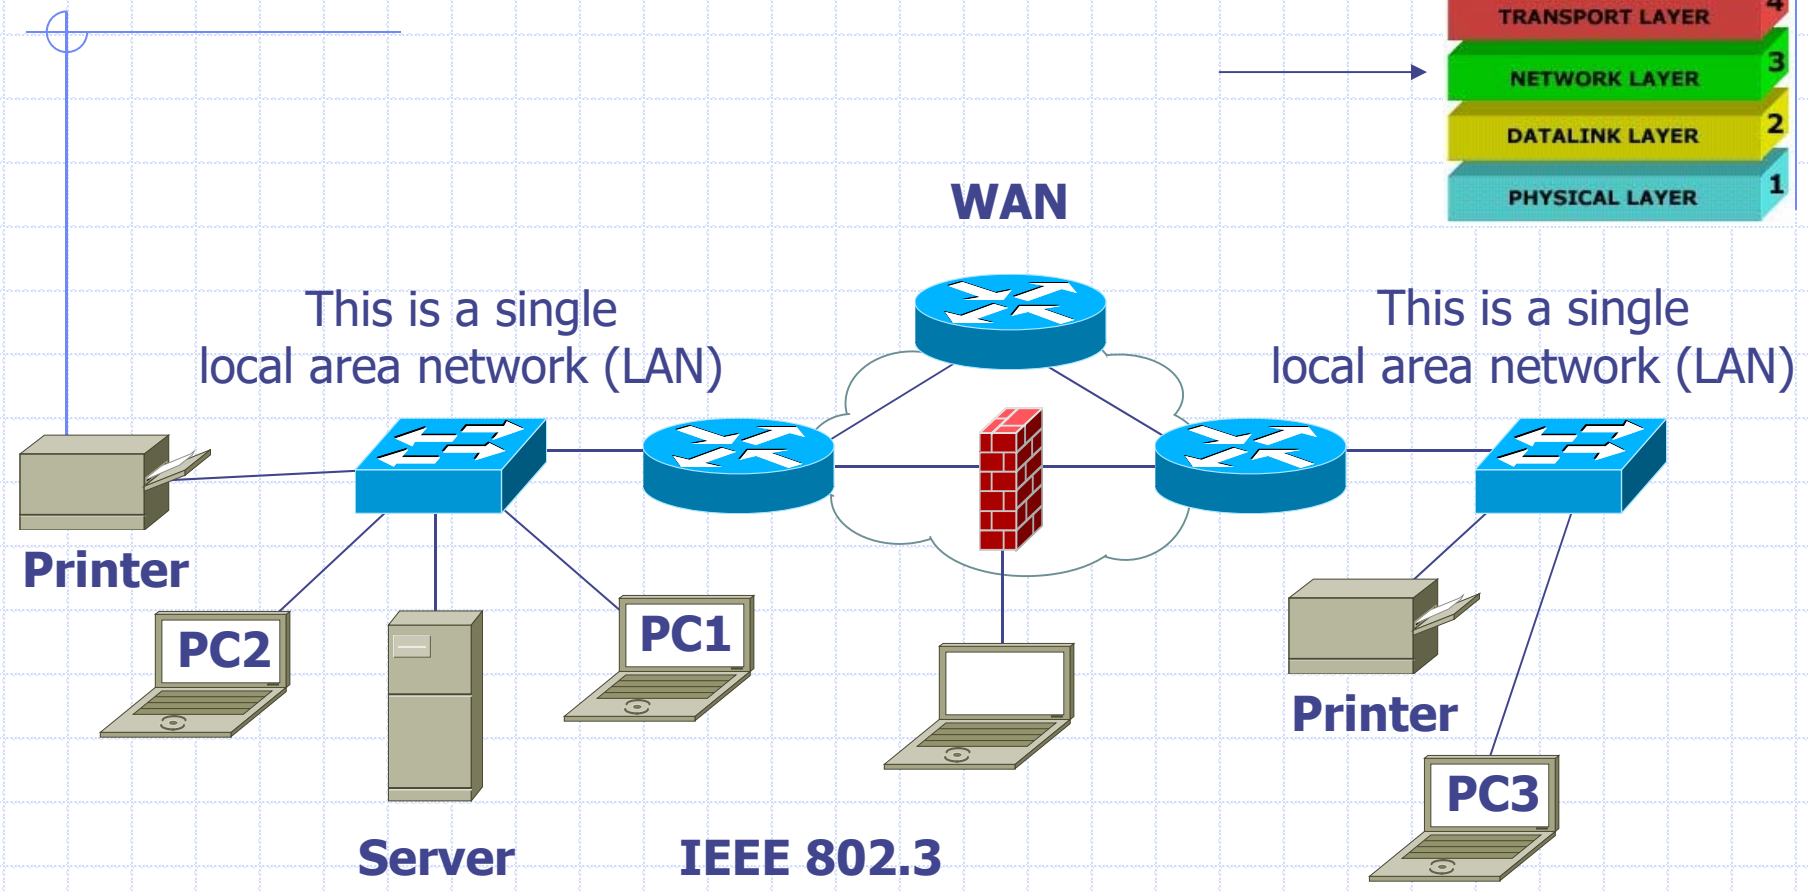 TRANSPORT LAYER
4
NETWORK LAYER
3
DATALINK LAYER
2
PHYSICAL LAYER
1
WAN
This is a single
local area network (LAN)
This is a single
local area network (LAN)
Printer
PC2
PC1
Server
IEEE 802.3
Printer
PC3